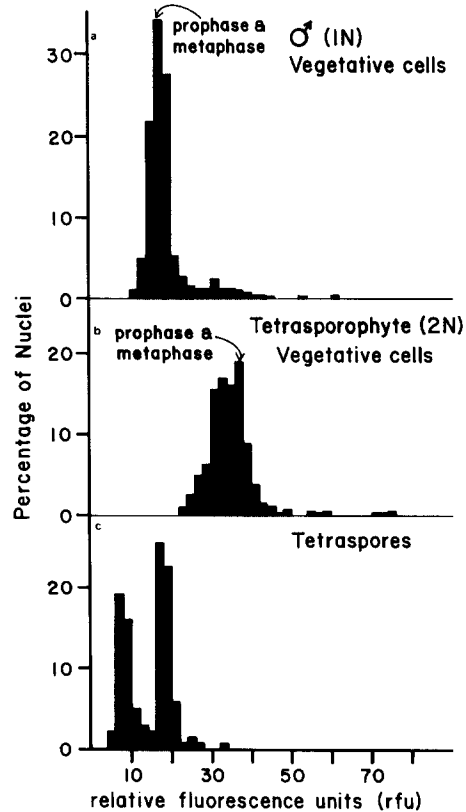 a
prophase &
metaphase
♂ (1N)
Vegetative cells
30
20
10
0
b
prophase &
metaphase
Tetrasporophyte (2N)
Vegetative cells
20
10
0
c
Tetraspores
20
10
0
10 30 50 70
relative fluorescence units (rfu)
Percentage of Nuclei